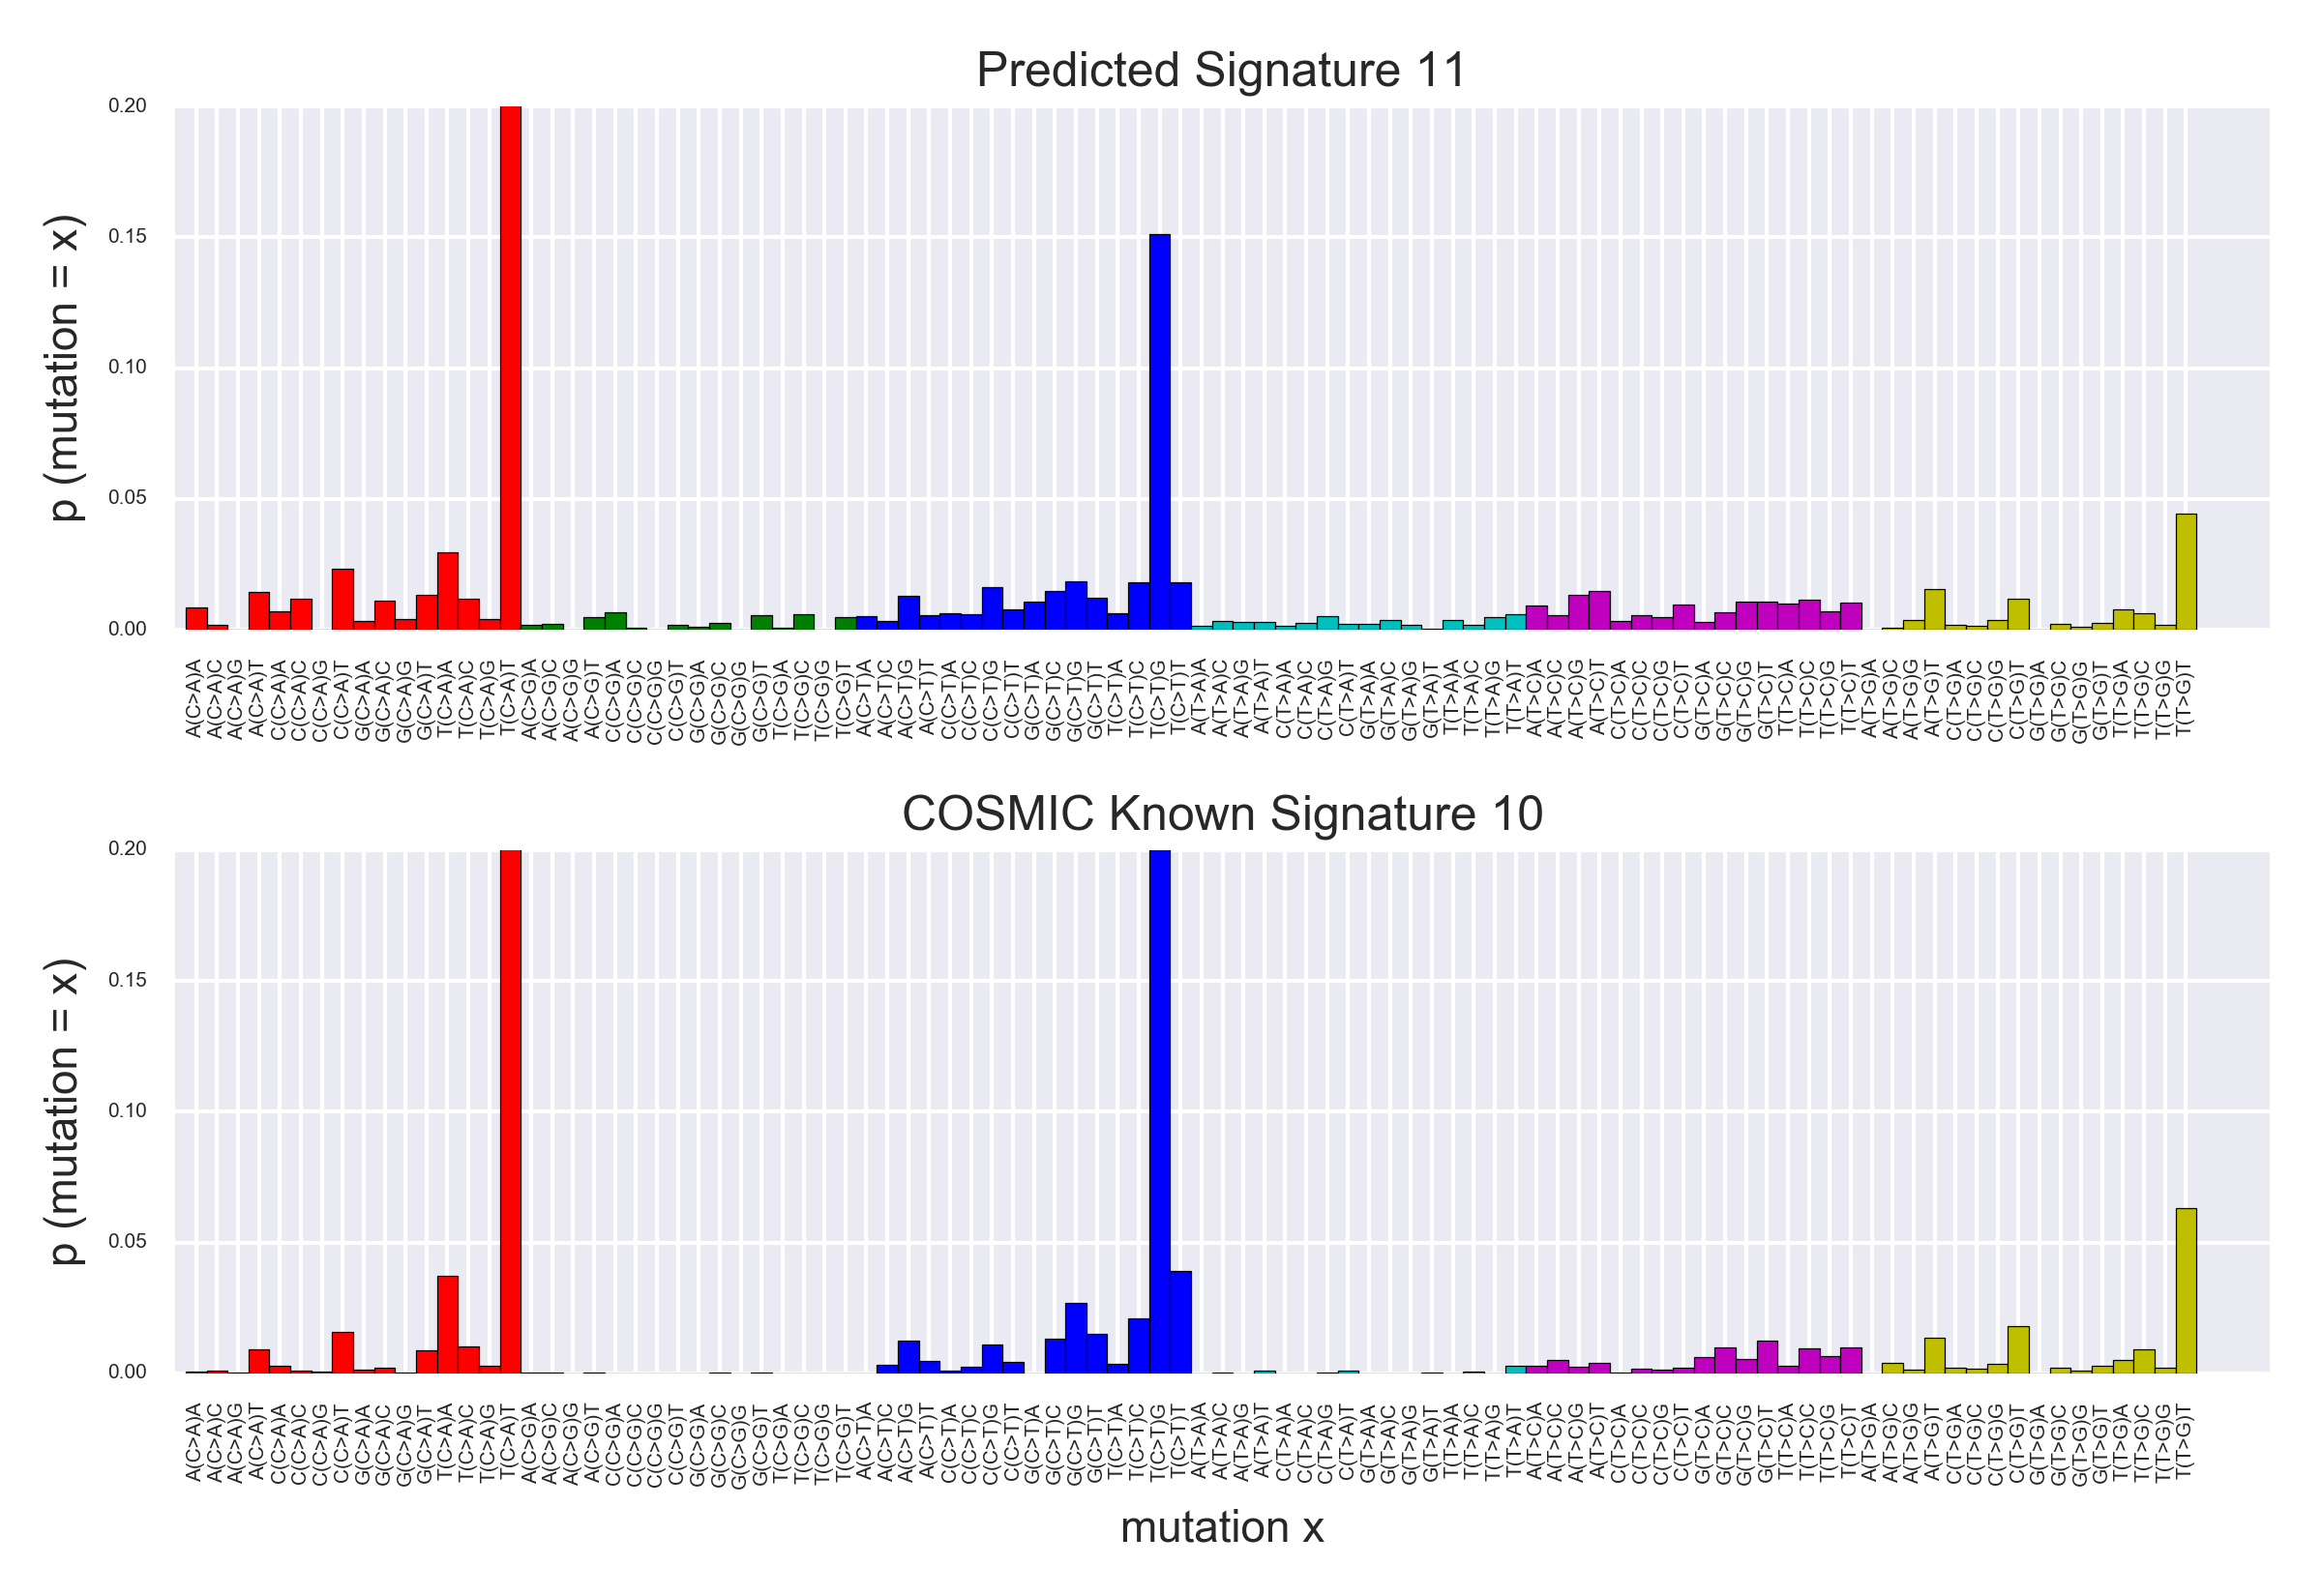 Predicted Signature 11
0.20
0.15
0.10
0.05
0.00
p (mutation = x)
A(C>A)A A(C>A)C A(C>A)G A(C>A)T C(C>A)A C(C>A)C C(C>A)G C(C>A)T G(C>A)A G(C>A)C G(C>A)G G(C>A)T T(C>A)A T(C>A)C T(C>A)G T(C>A)T A(C>G)A A(C>G)C A(C>G)G A(C>G)T C(C>G)A C(C>G)C C(C>G)G C(C>G)T G(C>G)A G(C>G)C G(C>G)G G(C>G)T T(C>G)A T(C>G)C T(C>G)G T(C>G)T A(C>T)A A(C>T)C A(C>T)G A(C>T)T C(C>T)A C(C>T)C C(C>T)G C(C>T)T G(C>T)A G(C>T)C G(C>T)G G(C>T)T T(C>T)A T(C>T)C T(C>T)G T(C>T)T A(T>A)A A(T>A)C A(T>A)G A(T>A)T C(T>A)A C(T>A)C C(T>A)G C(T>A)T G(T>A)A G(T>A)C G(T>A)G G(T>A)T T(T>A)A T(T>A)C T(T>A)G T(T>A)T A(T>C)A A(T>C)C A(T>C)G A(T>C)T C(T>C)A C(T>C)C C(T>C)G C(T>C)T G(T>C)A G(T>C)C G(T>C)G G(T>C)T T(T>C)A T(T>C)C T(T>C)G T(T>C)T A(T>G)A A(T>G)C A(T>G)G A(T>G)T C(T>G)A C(T>G)C C(T>G)G C(T>G)T G(T>G)A G(T>G)C G(T>G)G G(T>G)T T(T>G)A T(T>G)C T(T>G)G T(T>G)T
COSMIC Known Signature 10
0.20
0.15
0.10
0.05
0.00
p (mutation = x)
A(C>A)A A(C>A)C A(C>A)G A(C>A)T C(C>A)A C(C>A)C C(C>A)G C(C>A)T G(C>A)A G(C>A)C G(C>A)G G(C>A)T T(C>A)A T(C>A)C T(C>A)G T(C>A)T A(C>G)A A(C>G)C A(C>G)G A(C>G)T C(C>G)A C(C>G)C C(C>G)G C(C>G)T G(C>G)A G(C>G)C G(C>G)G G(C>G)T T(C>G)A T(C>G)C T(C>G)G T(C>G)T A(C>T)A A(C>T)C A(C>T)G A(C>T)T C(C>T)A C(C>T)C C(C>T)G C(C>T)T G(C>T)A G(C>T)C G(C>T)G G(C>T)T T(C>T)A T(C>T)C T(C>T)G T(C>T)T A(T>A)A A(T>A)C A(T>A)G A(T>A)T C(T>A)A C(T>A)C C(T>A)G C(T>A)T G(T>A)A G(T>A)C G(T>A)G G(T>A)T T(T>A)A T(T>A)C T(T>A)G T(T>A)T A(T>C)A A(T>C)C A(T>C)G A(T>C)T C(T>C)A C(T>C)C C(T>C)G C(T>C)T G(T>C)A G(T>C)C G(T>C)G G(T>C)T T(T>C)A T(T>C)C T(T>C)G T(T>C)T A(T>G)A A(T>G)C A(T>G)G A(T>G)T C(T>G)A C(T>G)C C(T>G)G C(T>G)T G(T>G)A G(T>G)C G(T>G)G G(T>G)T T(T>G)A T(T>G)C T(T>G)G T(T>G)T
mutation x